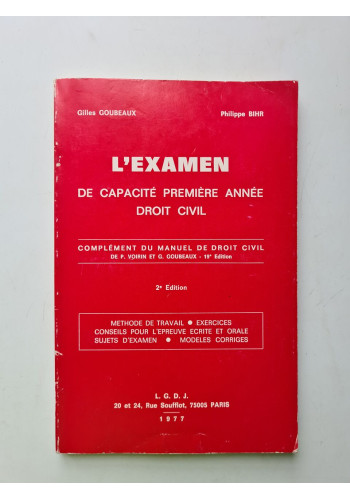 Gilles GOUBEAUX Philippe BIHR
L'EXAMEN
DE CAPACITÉ PREMIÈRE ANNÉE
DROIT CIVIL
COMPLÉMENT DU MANUEL DE DROIT CIVIL
DE P. VOIRIN ET G. GOUBEAUX - 19e Edition
2e Edition
METHODE DE TRAVAIL ● EXERCICES
CONSEILS POUR L'EPREUVE ECRITE ET ORALE
SUJETS D'EXAMEN ● MODELES CORRIGES
L. G. D. J.
20 et 24, Rue Soufflot, 75005 PARIS
1977